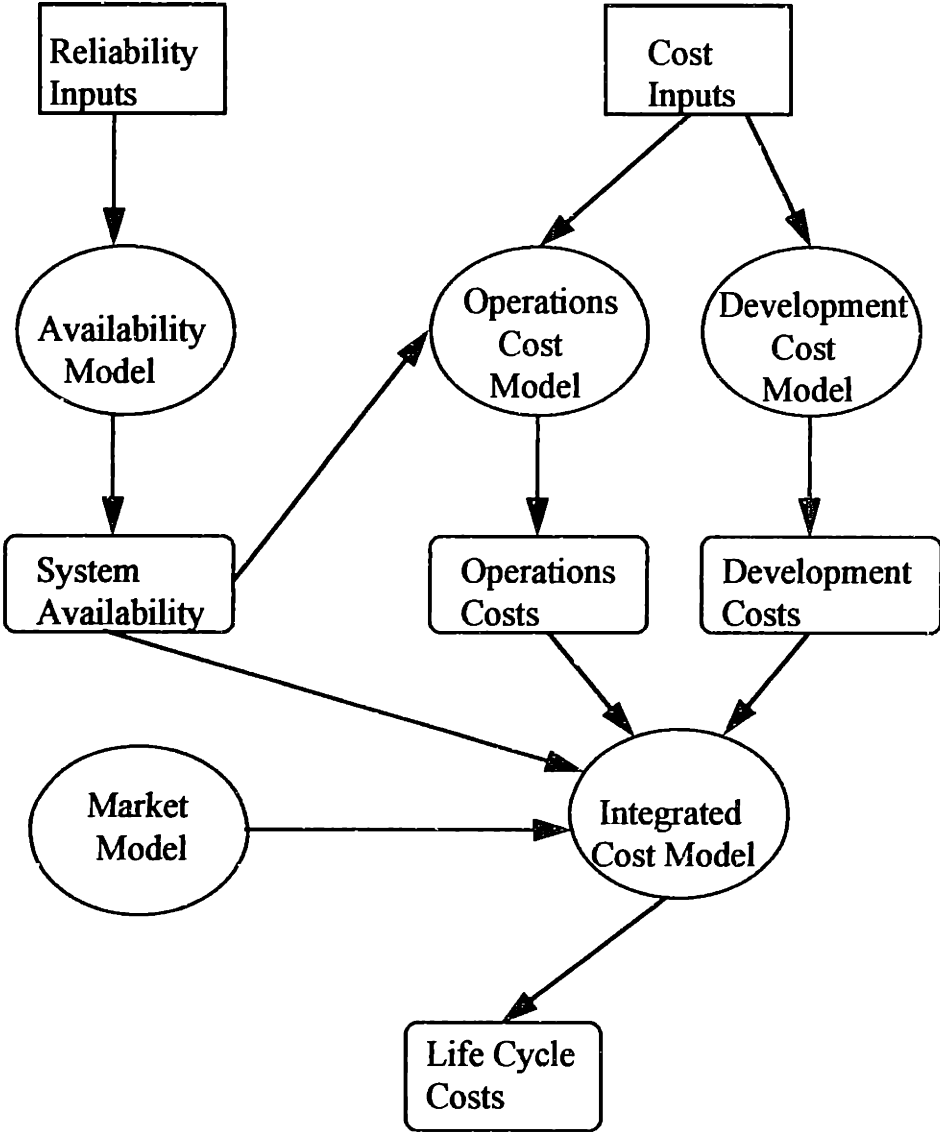 Reliability
Inputs
Cost
Inputs
Availability
Model
Operations
Cost
Model
Development
Cost
Model
System
Availability
Operations
Costs
Development
Costs
Market
Model
Integrated
Cost Model
Life Cycle
Costs